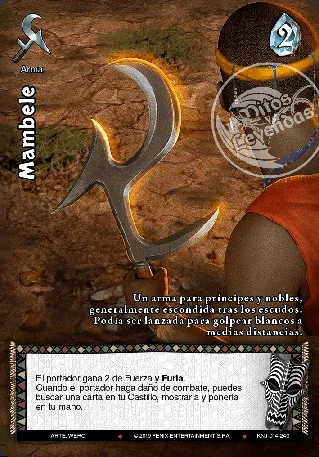 2
Arma
Mambele
Mitos
Leyendas
Un arma para príncipes y nobles,
generalmente escondida tras los escudos.
Podía ser lanzada para golpear blancos a
medias distancias.
El portador gana 2 de Fuerza y Furia.
Cuando el portador haga daño de combate, puedes
buscar una carta en tu Castillo, mostrarla y ponerla
en tu mano.